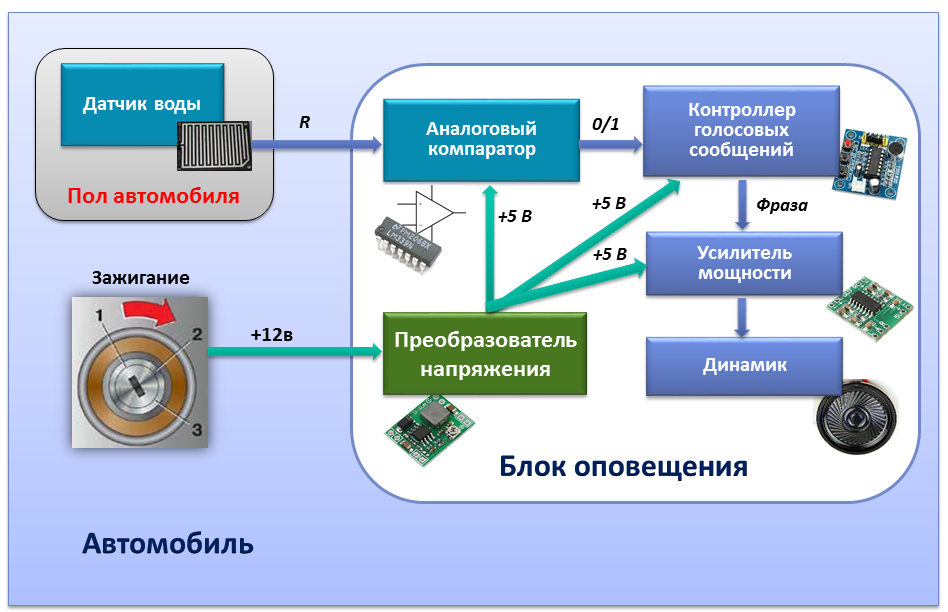 Датчик воды
Пол автомобиля
R
Аналоговый
компаратор
0/1
Контроллер
голосовых
сообщений
Фраза
+5 В
+5 В
+5 В
Усилитель
мощности
LM339N
Зажигание
1
2
3
+12в
Преобразователь
напряжения
Динамик
Блок оповещения
Автомобиль